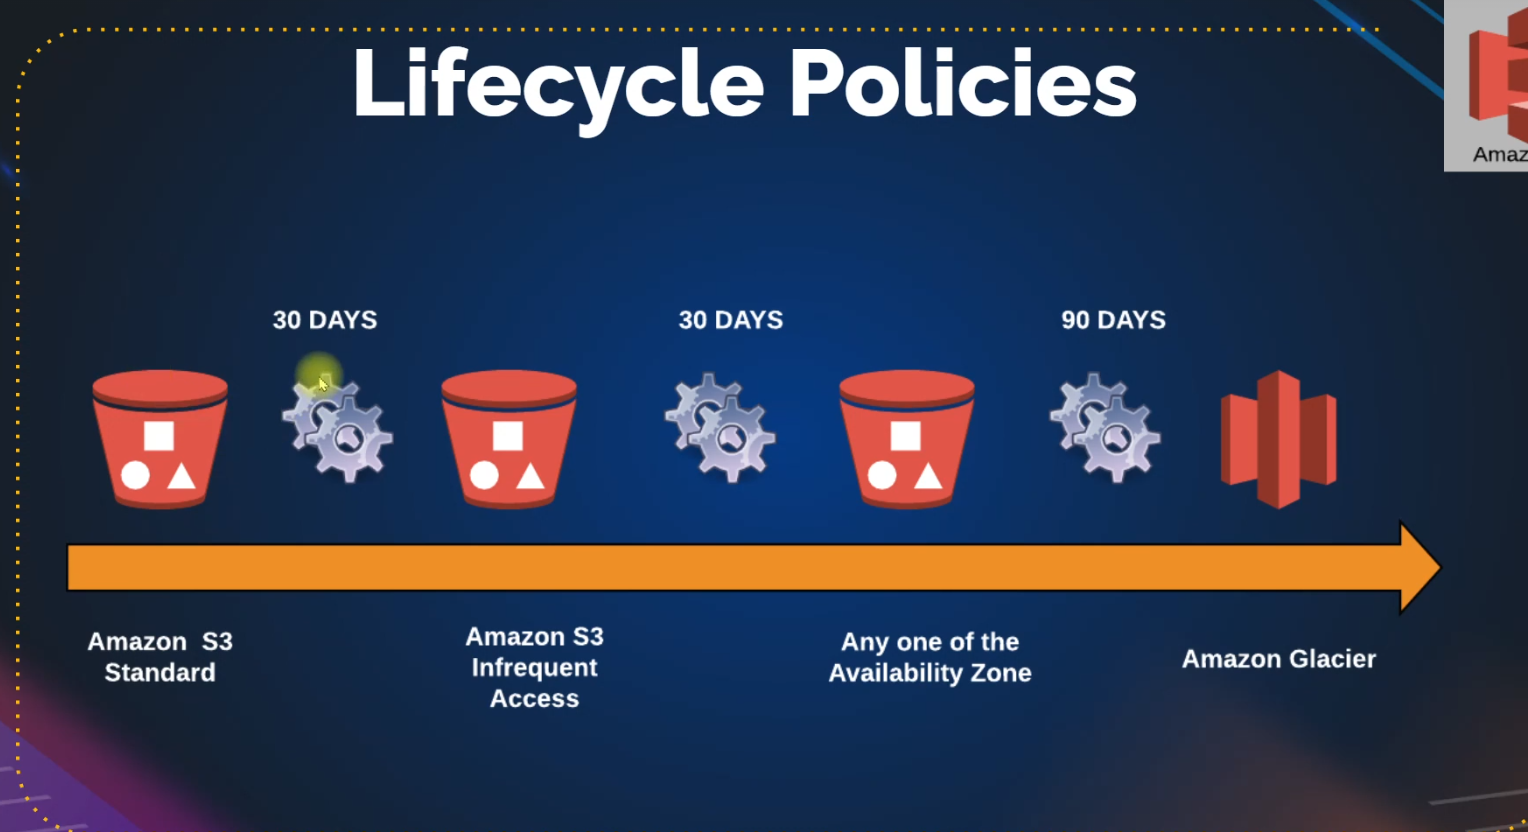 Lifecycle Policies
30 DAYS
30 DAYS
90 DAYS
Amazon S3
Standard
Amazon S3
Infrequent
Access
Any one of the
Availability Zone
Amazon Glacier